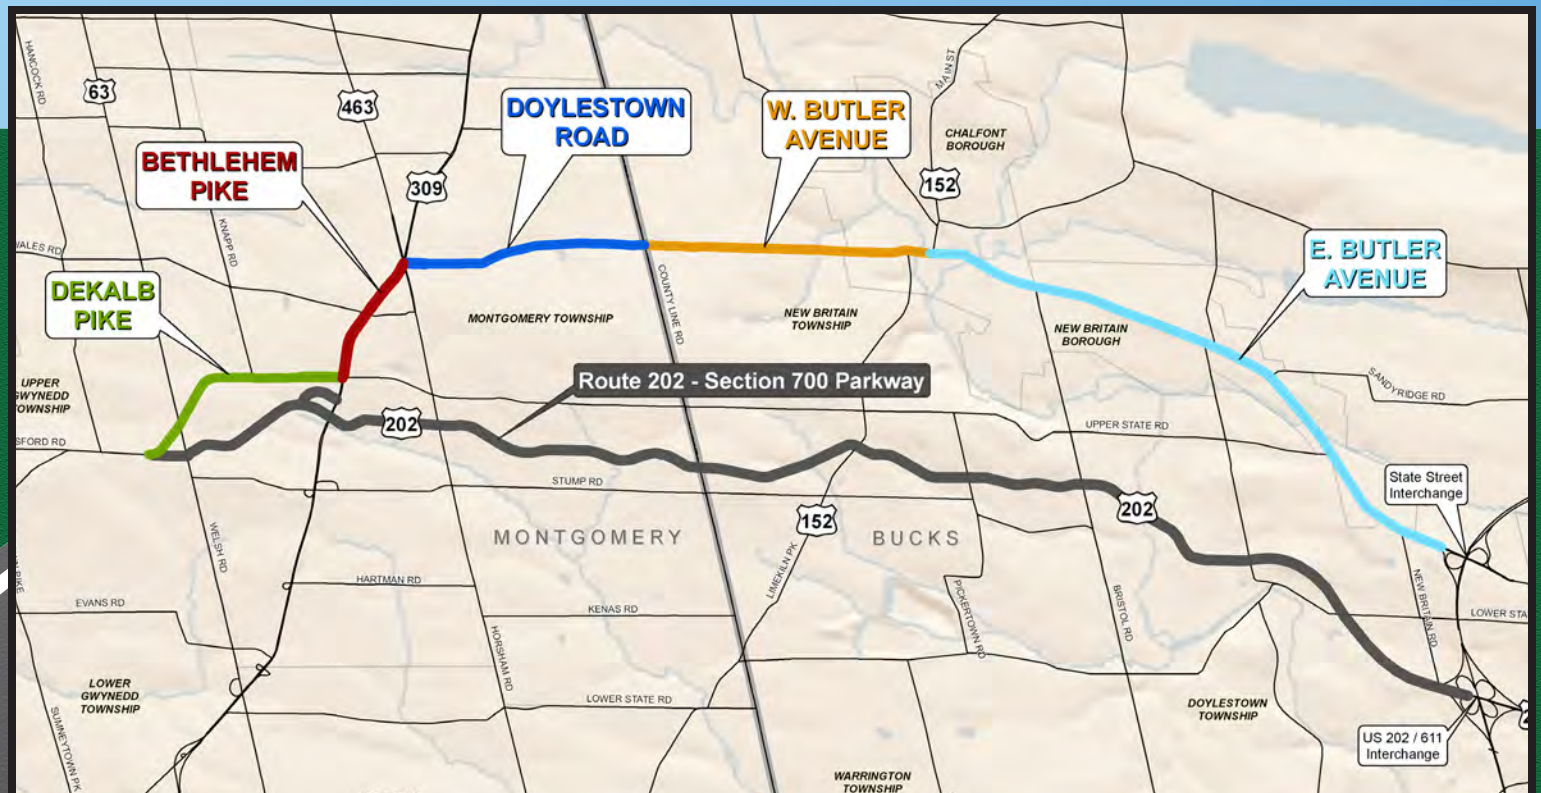 HANCOCK RD
63
463
MAIN ST
DOYLESTOWN
ROAD
W. BUTLER
AVENUE
CHALFONT
BOROUGH
BETHLEHEM
PIKE
309
152
WALES RD
KNAPP RD
E. BUTLER
AVENUE
DEKALB
PIKE
COUNTY LINE RD
MONTGOMERY TOWNSHIP
NEW BRITAIN
TOWNSHIP
NEW BRITAIN
BOROUGH
Route 202 - Section 700 Parkway
UPPER
GWYNEDD
TOWNSHIP
SANDYRIDGE RD
202
UPPER STATE RD
SFORD RD
STUMP RD
State Street
Interchange
202
152
MONTGOMERY
BUCKS
WELSH RD
LIMEKILN PK
HARTMAN RD
PIKE
EVANS RD
KENAS RD
PICKERTOWN RD
BRISTOL RD
NEW BRITAIN RD
LOWER STA
HORSHAM RD
LOWER
GWYNEDD
TOWNSHIP
LOWER STATE RD
DOYLESTOWN
TOWNSHIP
SUMNEYTOWN PK
US 202 / 611
Interchange
WARRINGTON
TOWNSHIP